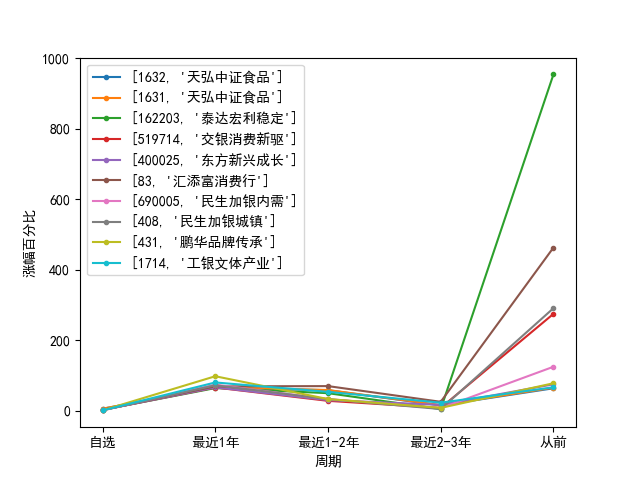 1000
800
600
400
200
0
涨幅百分比
[1632, '天弘中证食品']
[1631, '天弘中证食品']
[162203, '泰达宏利稳定']
[519714, '交银消费新驱']
[400025, '东方新兴成长']
[83, '汇添富消费行']
[690005, '民生加银内需']
[408, '民生加银城镇']
[431, '鹏华品牌传承']
[1714, '工银文体产业']
自选 最近1年 最近1-2年 最近2-3年 从前
周期